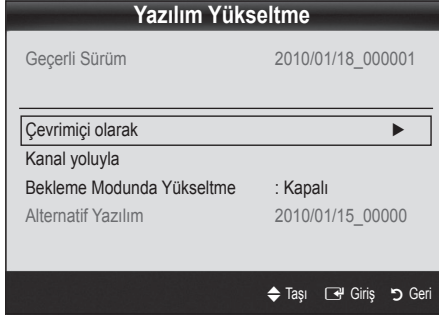 Yazılım Yükseltme
Geçerli Sürüm 2010/01/18_000001
Çevrimiçi olarak
Kanal yoluyla
Bekleme Modunda Yükseltme : Kapalı
Alternatif Yazılım 2010/01/15_00000
Taşı Giriş Geri